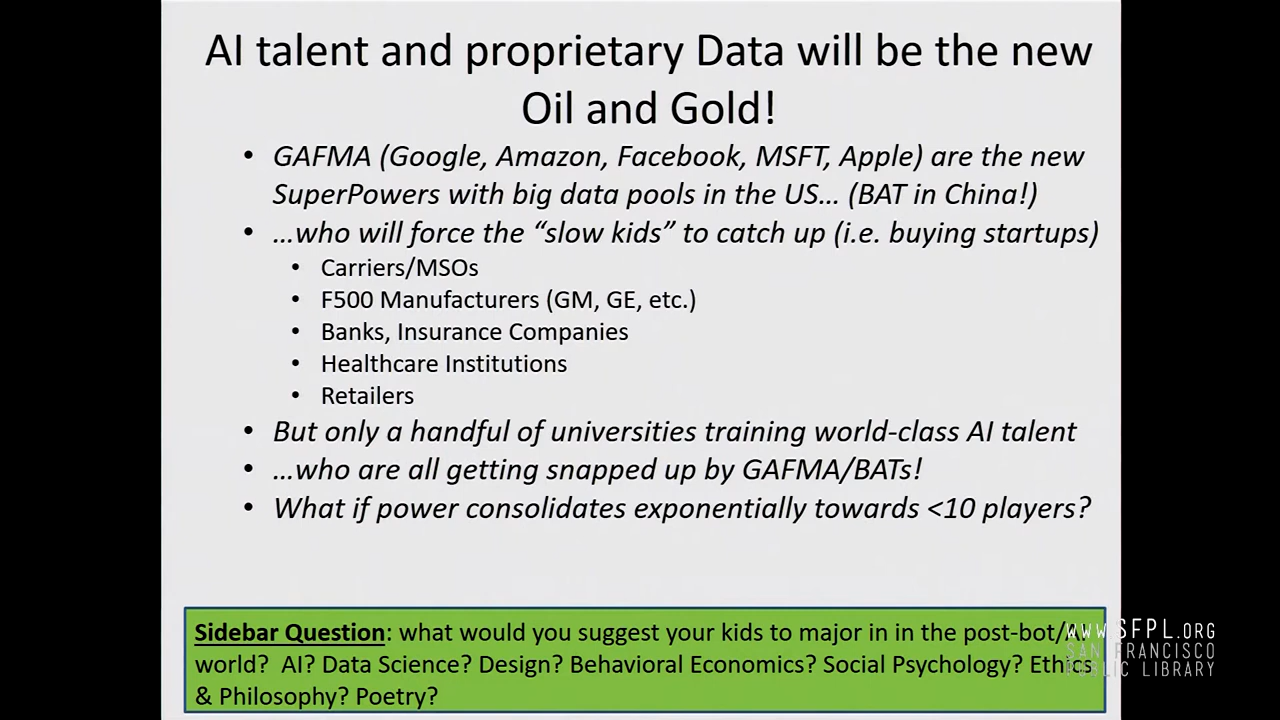 AI talent and proprietary Data will be the new
Oil and Gold!
• GAFMA (Google, Amazon, Facebook, MSFT, Apple) are the new
SuperPowers with big data pools in the US... (BAT in China!)
• ...who will force the “slow kids” to catch up (i.e. buying startups)
• Carriers/MSOs
• F500 Manufacturers (GM, GE, etc.)
• Banks, Insurance Companies
• Healthcare Institutions
• Retailers
• But only a handful of universities training world-class AI talent
• ...who are all getting snapped up by GAFMA/BATs!
• What if power consolidates exponentially towards <10 players?
Sidebar Question: what would you suggest your kids to major in in the post-bot/AI
world?  AI? Data Science? Design? Behavioral Economics? Social Psychology? Ethics
& Philosophy? Poetry?
WWW.SFPL.ORG
SAN FRANCISCO
PUBLIC LIBRARY